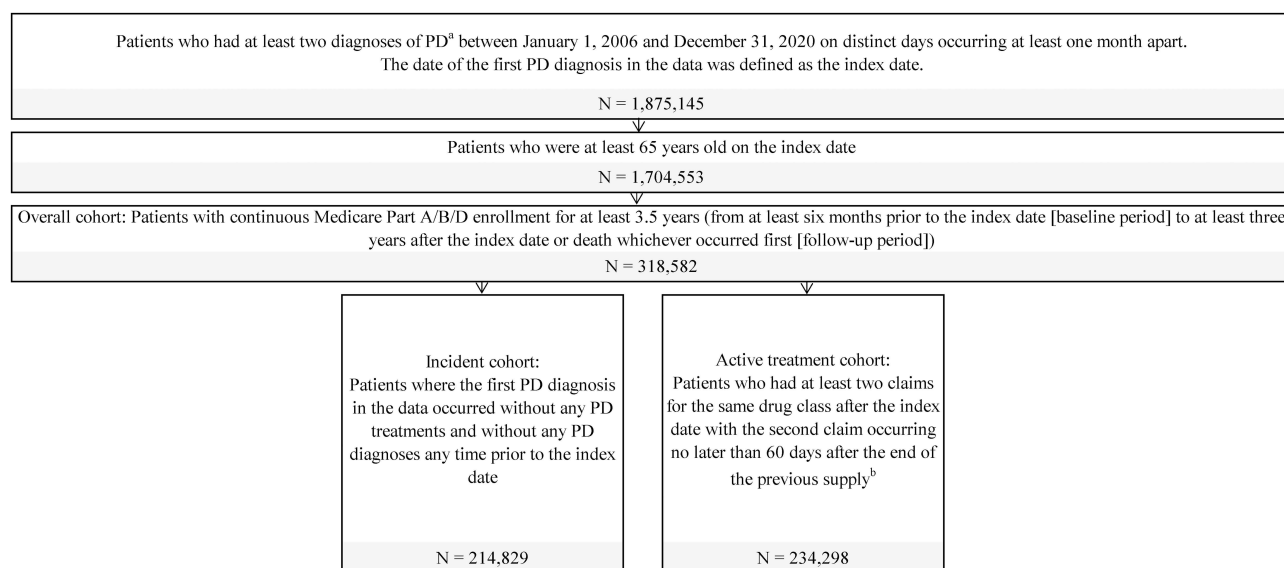 Patients who had at least two diagnoses of PDa between January 1, 2006 and December 31, 2020 on distinct days occurring at least one month apart.
The date of the first PD diagnosis in the data was defined as the index date.
N = 1,875,145
Patients who were at least 65 years old on the index date
N = 1,704,553
Overall cohort: Patients with continuous Medicare Part A/B/D enrollment for at least 3.5 years (from at least six months prior to the index date [baseline period] to at least three
years after the index date or death whichever occurred first [follow-up period])
N = 318,582
Incident cohort:
Patients where the first PD diagnosis
in the data occurred without any PD
treatments and without any PD
diagnoses any time prior to the index
date
N = 214,829
Active treatment cohort:
Patients who had at least two claims
for the same drug class after the index
date with the second claim occurring
no later than 60 days after the end of
the previous supplyb
N = 234,298